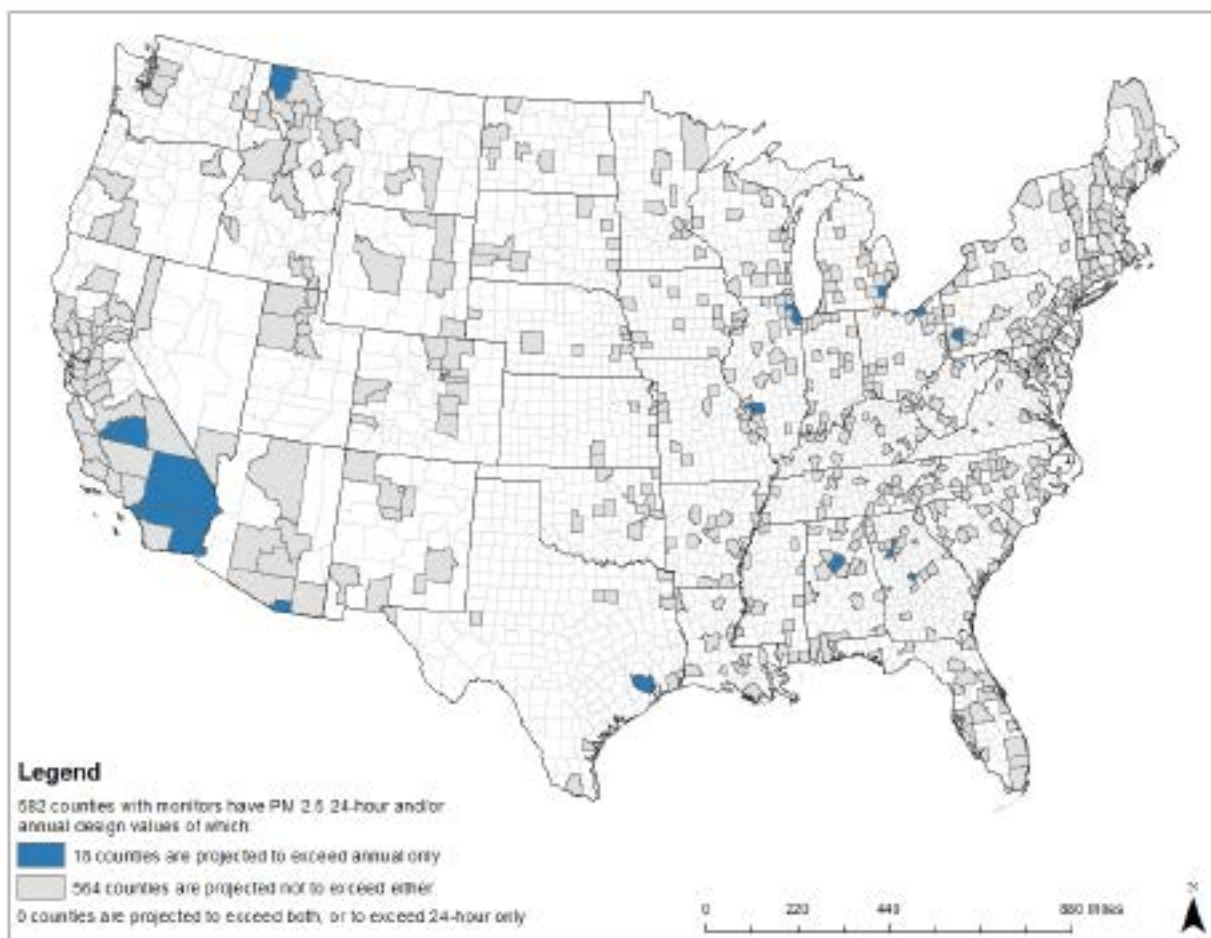 Legend
582 counties with monitors have PM 2.5 24-hour and/or
annual design values of which:
18 counties are projected to exceed annual only
564 counties are projected not to exceed either
0 counties are projected to exceed both, or to exceed 24-hour only
0 220 440 880 Miles
N